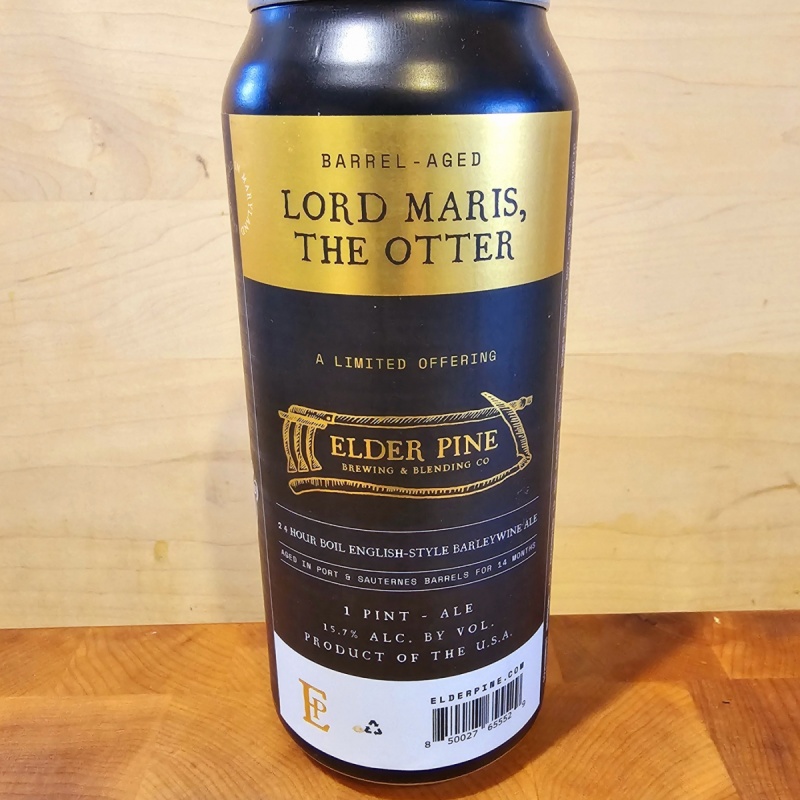 BARREL-AGED
LORD MARIS,
THE OTTER
MARYLAND
A LIMITED OFFERING
ELDER PINE
BREWING & BLENDING CO
24 HOUR BOIL ENGLISH-STYLE BARLEYWINE ALE
AGED IN PORT & SAUTERNES BARRELS FOR 14 MONTHS
1 PINT - ALE
15.7% ALC. BY VOL.
PRODUCT OF THE U.S.A.
EP
ELDERPINE.COM
8 50027 65552 9